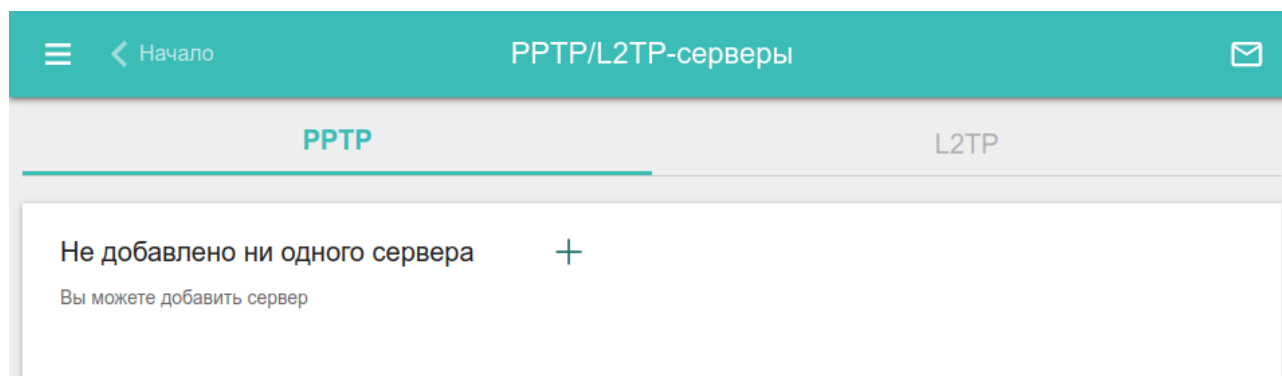 Начало
PPTP/L2TP-серверы
PPTP
L2TP
Не добавлено ни одного сервера
Вы можете добавить сервер